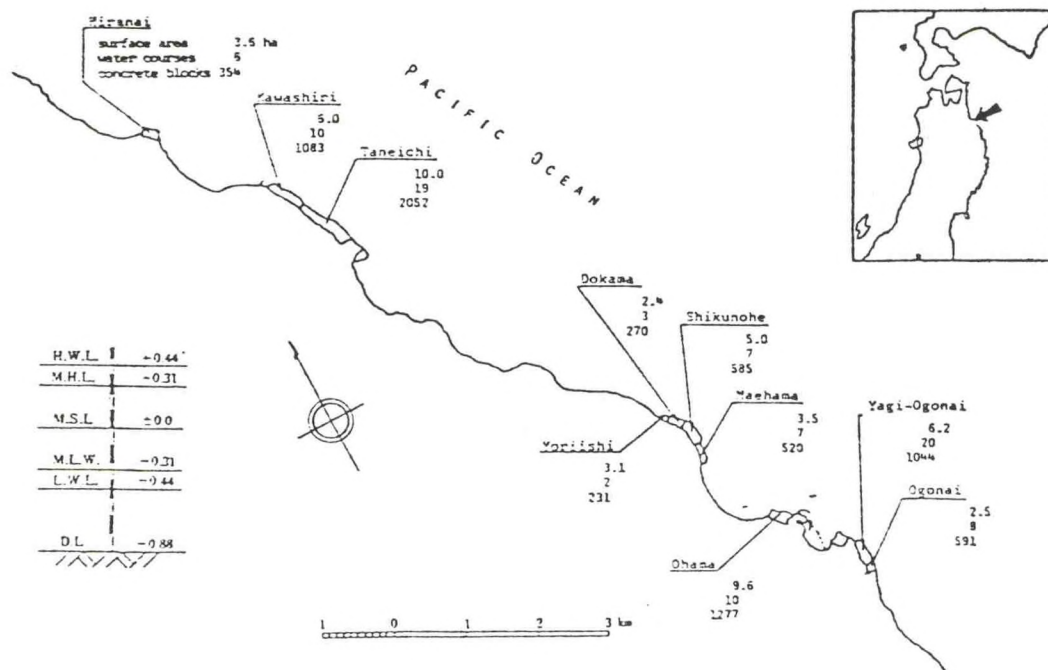 Hiranai
surface area 3.5 ha
water courses 6
concrete blocks 354
PACIFIC OCEAN
Kawashiri
6.0
10
1083
Taneichi
10.0
19
2052
Dokama
2.4
3
270
Shikunohe
5.0
7
585
Maehama
3.5
7
520
Yagi-Ogonai
6.2
20
1044
Ogonai
2.5
8
591
Moriishi
3.1
2
231
Ohama
9.6
10
1277
H.W.L. +0.44
M.H.L. +0.31
M.S.L ±0.0
M.L.W. -0.31
L.W.L. -0.44
D.L. -0.88
1 0 1 2 3 km